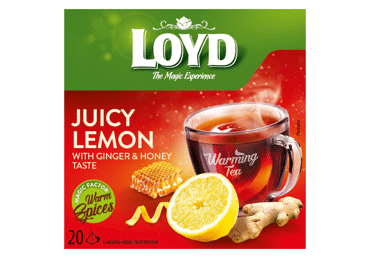 LOYD
The Magic Experience
JUICY
LEMON
WITH GINGER & HONEY
TASTE
Warming
Tea
MAGIC FACTOR
Warm
Spices
20